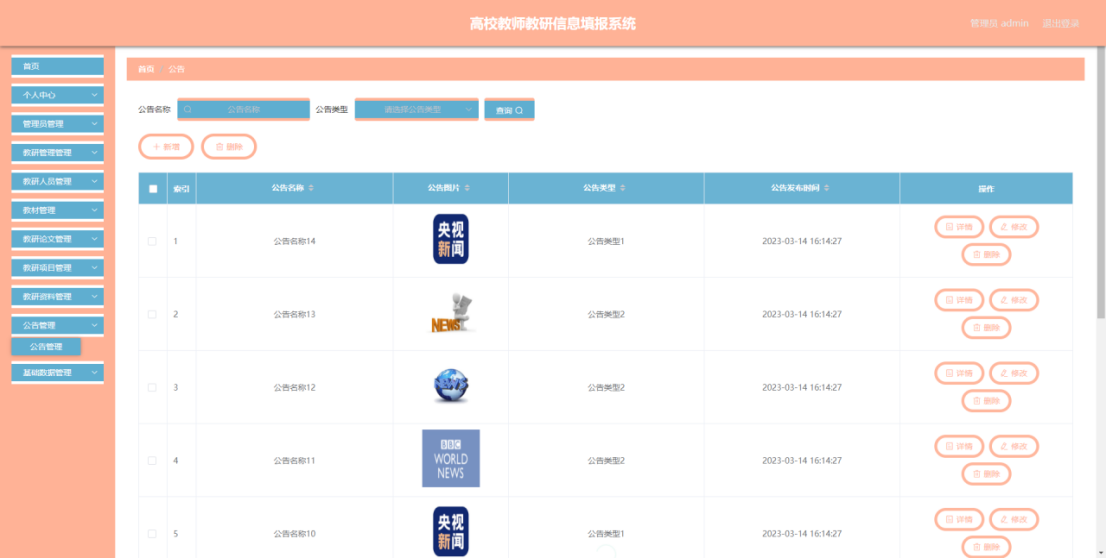 高校教师教研信息填报系统
管理员 admin 退出登录
首页
个人中心
管理员管理
教研管理管理
教研人员管理
教材管理
教研论文管理
教研项目管理
教研资料管理
公告管理
公告管理
基础数据管理
首页 公告
公告名称 公告名称 公告类型 请选择公告类型 查询
+ 新增 删除
索引 公告名称 公告图片 公告类型 公告发布时间 操作
1 公告名称14 央视新闻 公告类型1 2023-03-14 16:14:27 详情 修改
删除
2 公告名称13 NEWS 公告类型2 2023-03-14 16:14:27 详情 修改
删除
3 公告名称12 公告类型2 2023-03-14 16:14:27 详情 修改
删除
4 公告名称11 BBC WORLD NEWS 公告类型2 2023-03-14 16:14:27 详情 修改
删除
5 公告名称10 央视新闻 公告类型1 2023-03-14 16:14:27 详情 修改
删除